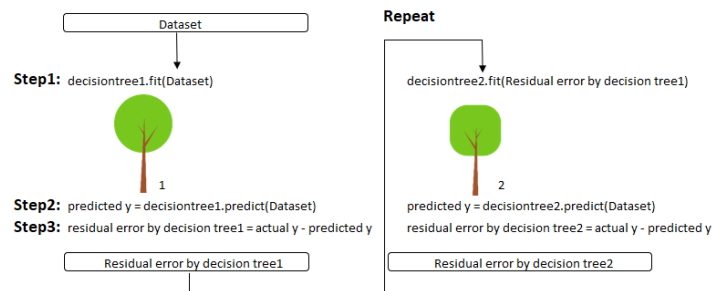 Dataset
Step1: decisiontree1.fit(Dataset)
1
Step2: predicted y = decisiontree1.predict(Dataset)
Step3: residual error by decision tree1 = actual y - predicted y
Residual error by decision tree1
Repeat
decisiontree2.fit(Residual error by decision tree1)
2
predicted y = decisiontree2.predict(Dataset)
residual error by decision tree2 = actual y - predicted y
Residual error by decision tree2